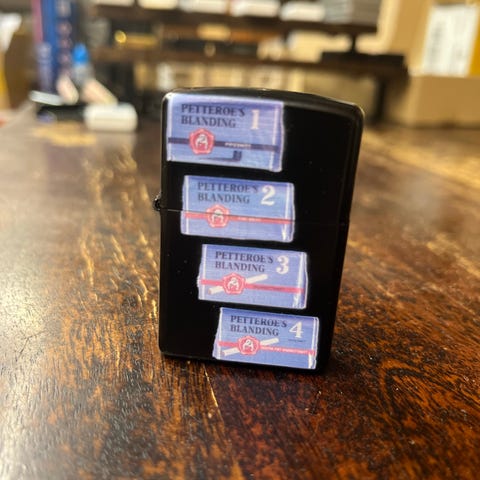 PETTEROE'S
BLANDING 1
PETTEROE'S
BLANDING 2
PETTEROE'S
BLANDING 3
PETTEROE'S
BLANDING 4